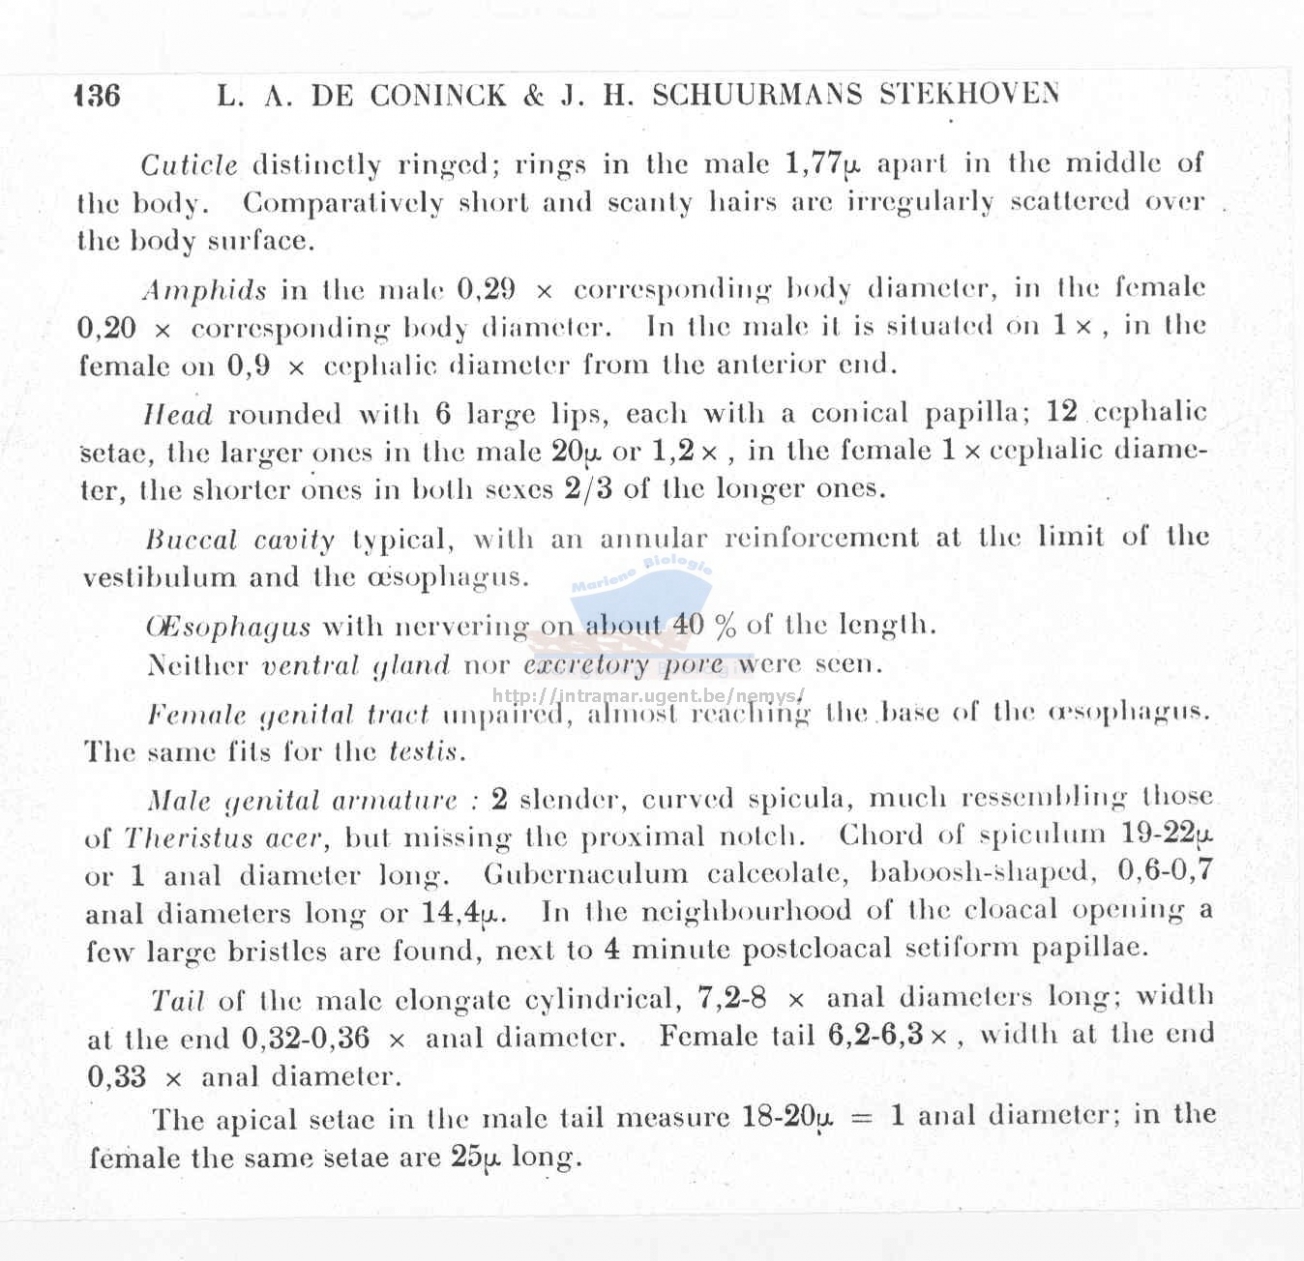 136 L. A. DE CONINCK & J. H. SCHUURMANS STEKHOVEN
Cuticle distinctly ringed; rings in the male 1,77µ apart in the middle of
the body. Comparatively short and scanty hairs are irregularly scattered over
the body surface.
Amphids in the male 0,29 × corresponding body diameter, in the female
0,20 × corresponding body diameter. In the male it is situated on 1 ×, in the
female on 0,9 × cephalic diameter from the anterior end.
Head rounded with 6 large lips, each with a conical papilla; 12 cephalic
setae, the larger ones in the male 20µ or 1,2 ×, in the female 1 × cephalic diame-
ter, the shorter ones in both sexes 2/3 of the longer ones.
Buccal cavity typical, with an annular reinforcement at the limit of the
vestibulum and the œsophagus.
Mariene Biologie
Œsophagus with nervering on about 40 % of the length.
Neither ventral gland nor excretory pore were seen.
http://intramar.ugent.be/nemys/
Female genital tract unpaired, almost reaching the base of the œsophagus.
The same fits for the testis.
Male genital armature : 2 slender, curved spicula, much ressembling those
of Theristus acer, but missing the proximal notch. Chord of spiculum 19-22µ
or 1 anal diameter long. Gubernaculum calceolate, baboosh-shaped, 0,6-0,7
anal diameters long or 14,4µ. In the neighbourhood of the cloacal opening a
few large bristles are found, next to 4 minute postcloacal setiform papillae.
Tail of the male elongate cylindrical, 7,2-8 × anal diameters long; width
at the end 0,32-0,36 × anal diameter. Female tail 6,2-6,3 ×, width at the end
0,33 × anal diameter.
The apical setae in the male tail measure 18-20µ = 1 anal diameter; in the
female the same setae are 25µ long.